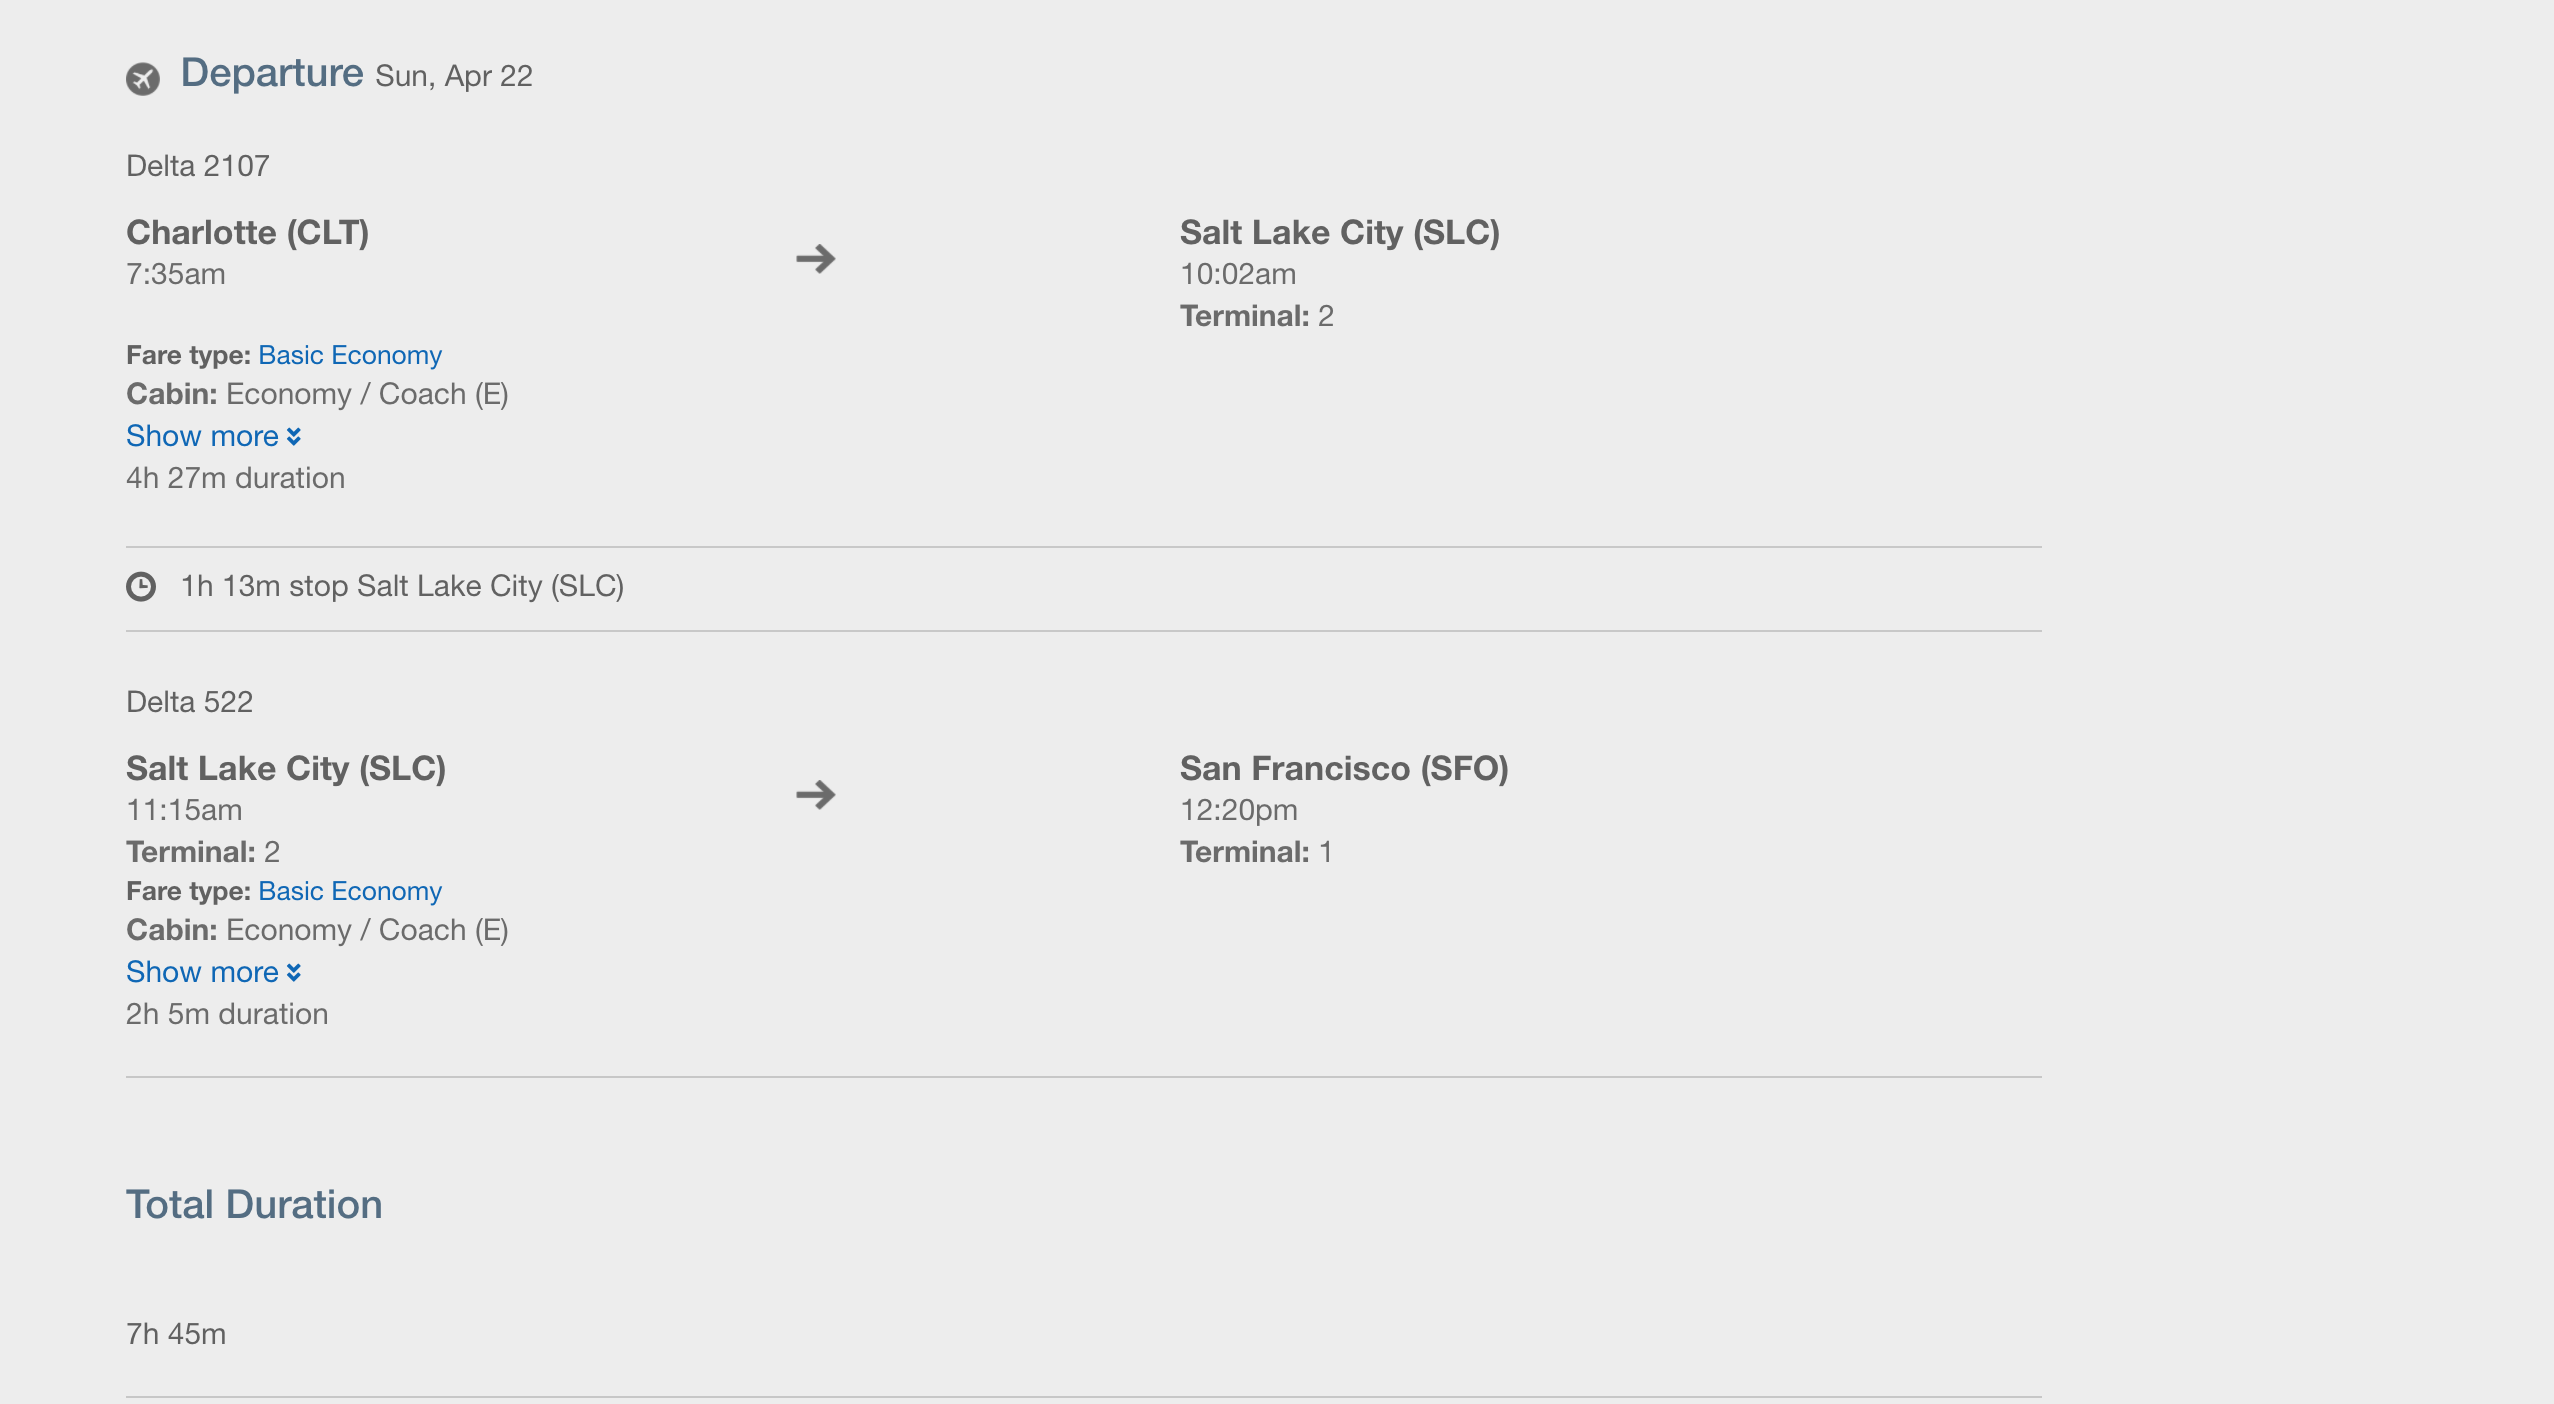 Departure Sun, Apr 22
Delta 2107
Charlotte (CLT)
7:35am
Salt Lake City (SLC)
10:02am
Terminal: 2
Fare type: Basic Economy
Cabin: Economy / Coach (E)
Show more
4h 27m duration
1h 13m stop Salt Lake City (SLC)
Delta 522
Salt Lake City (SLC)
11:15am
Terminal: 2
San Francisco (SFO)
12:20pm
Terminal: 1
Fare type: Basic Economy
Cabin: Economy / Coach (E)
Show more
2h 5m duration
Total Duration
7h 45m